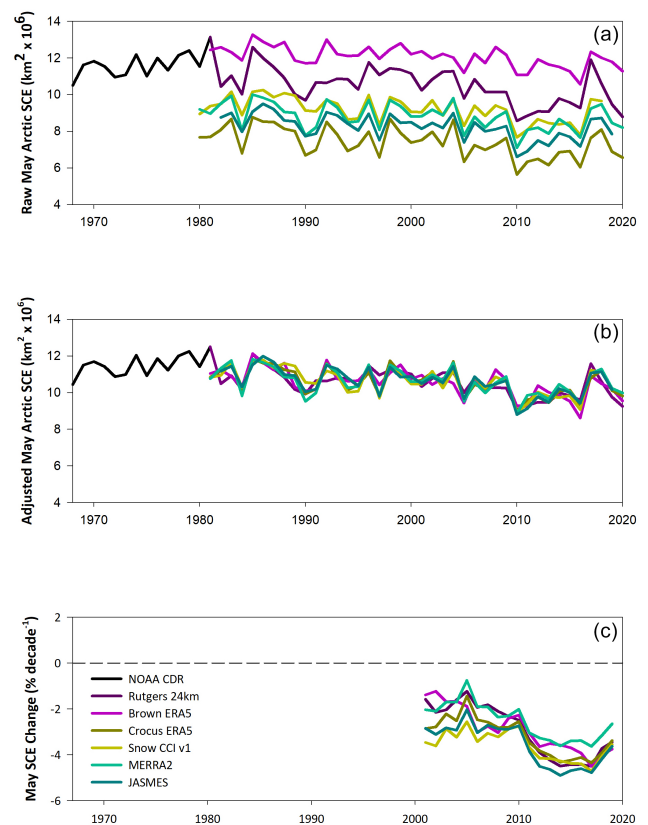 (a)
Raw May Arctic SCE (km² x 10⁶)
14
12
10
8
6
4
1970 1980 1990 2000 2010 2020
(b)
Adjusted May Arctic SCE (km² x 10⁶)
14
12
10
8
6
4
1970 1980 1990 2000 2010 2020
(c)
May SCE Change (% decade⁻¹)
2
0
-2
-4
-6
NOAA CDR
Rutgers 24km
Brown ERA5
Crocus ERA5
Snow CCI v1
MERRA2
JASMES
1970 1980 1990 2000 2010 2020